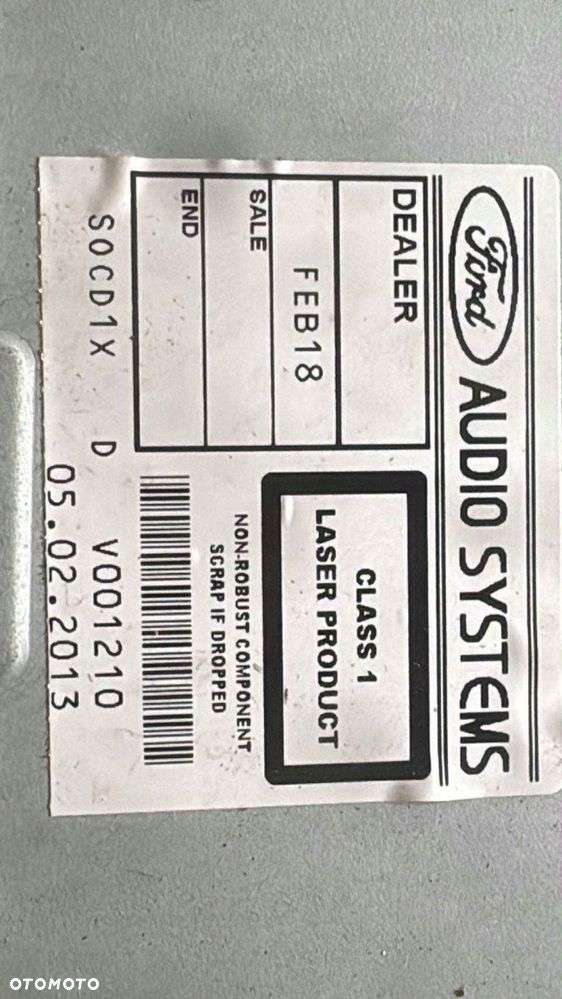 Ford AUDIO SYSTEMS
DEALER
FEB18
SALE
END
CLASS 1
LASER PRODUCT
NON-ROBUST COMPONENT
SCRAP IF DROPPED
SOCD1X D V001210
05.02.2013
OTOMOTO